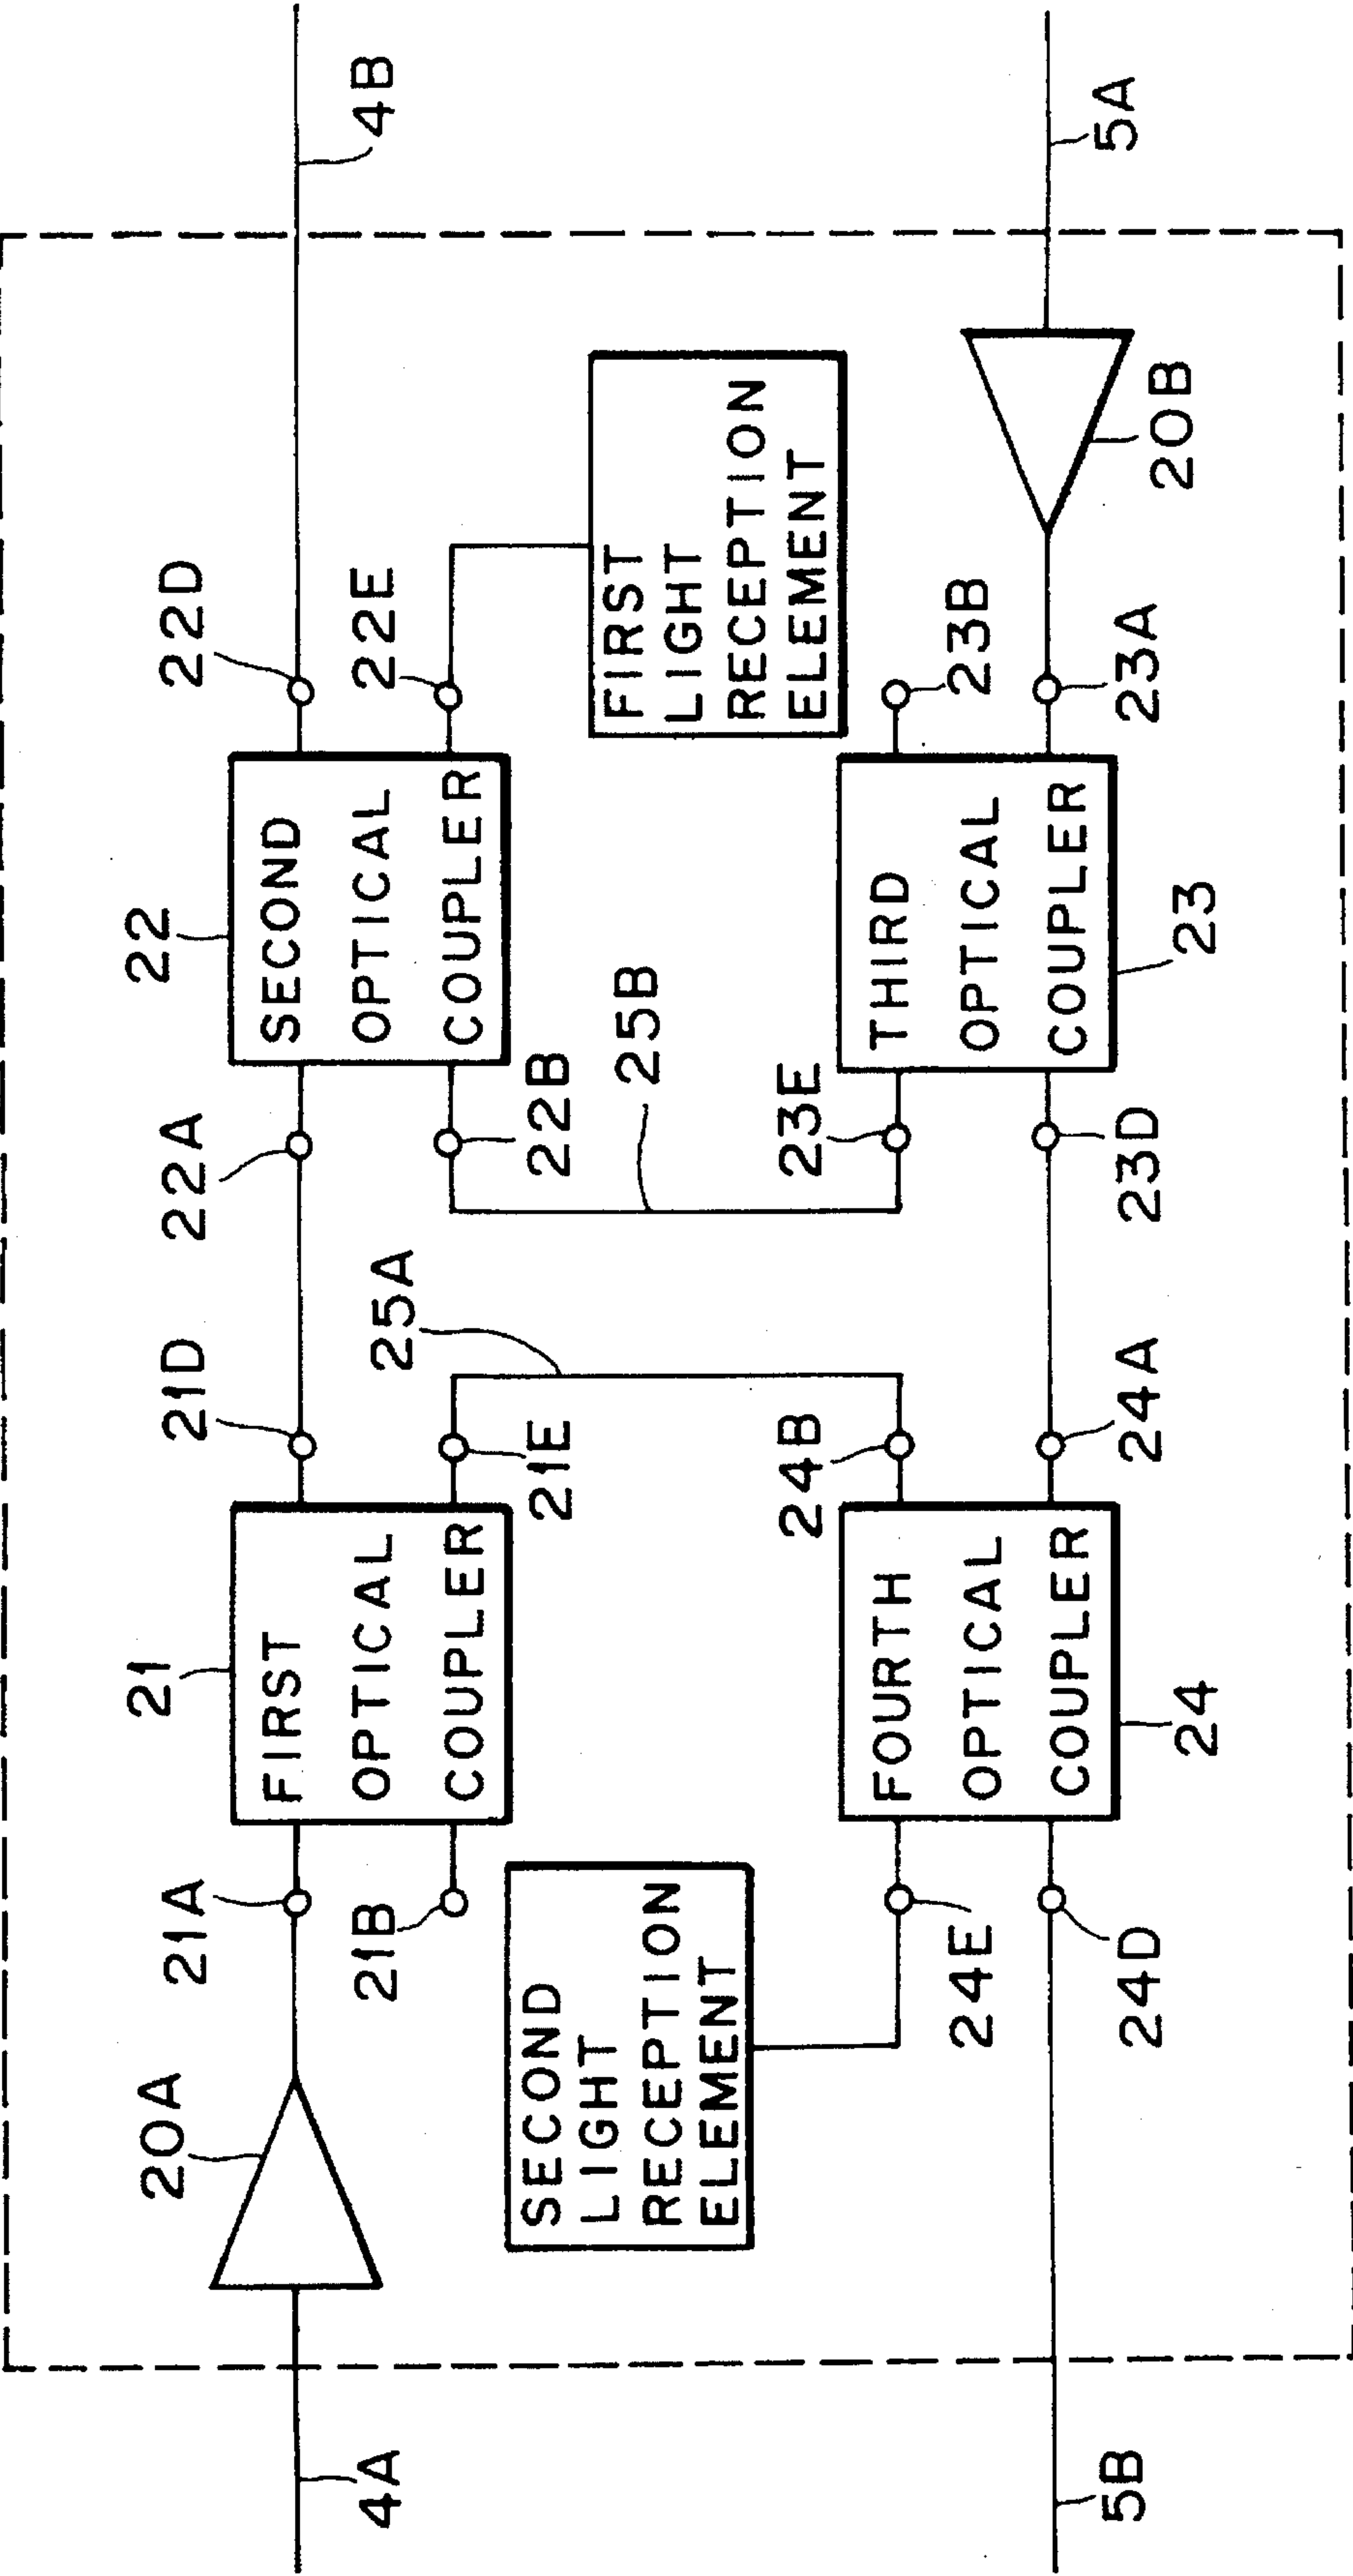 4A
20A
21A
21B
21
FIRST
OPTICAL
COUPLER
21D
21E
25A
22A
22B
25B
22
SECOND
OPTICAL
COUPLER
22D
22E
4B
FIRST
LIGHT
RECEPTION
ELEMENT
SECOND
LIGHT
RECEPTION
ELEMENT
5B
24E
24D
FOURTH
OPTICAL
COUPLER
24
24B
24A
23E
23D
THIRD
OPTICAL
COUPLER
23
23B
23A
20B
5A